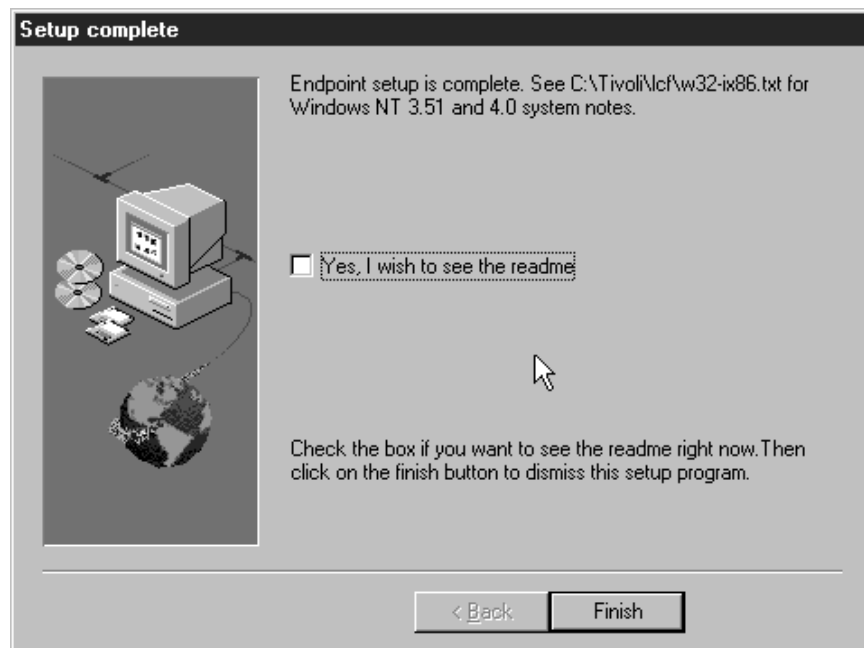 Setup complete
Endpoint setup is complete. See C:\Tivoli\lcf\w32-ix86.txt for
Windows NT 3.51 and 4.0 system notes.
Yes, I wish to see the readme
Check the box if you want to see the readme right now.Then
click on the finish button to dismiss this setup program.
< Back
Finish